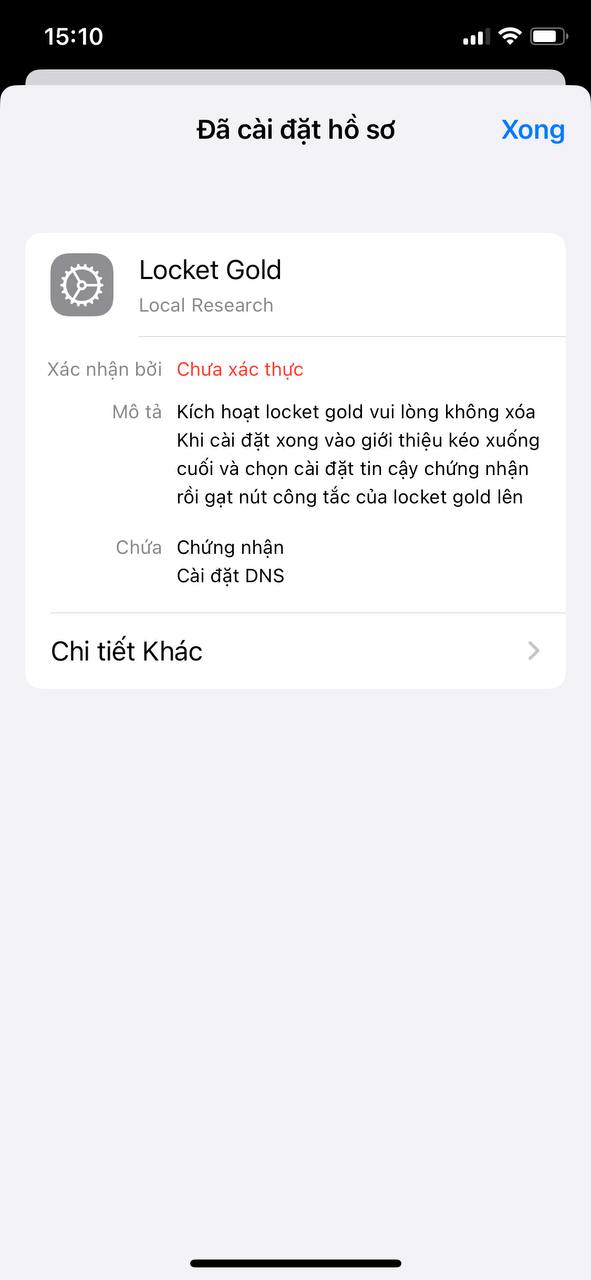 15:10
Đã cài đặt hồ sơ
Xong
Locket Gold
Local Research
Xác nhận bởi Chưa xác thực
Mô tả Kích hoạt locket gold vui lòng không xóa
Khi cài đặt xong vào giới thiệu kéo xuống
cuối và chọn cài đặt tin cậy chứng nhận
rồi gạt nút công tắc của locket gold lên
Chứa Chứng nhận
Cài đặt DNS
Chi tiết Khác